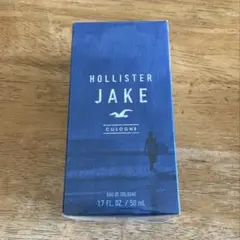 HOLLISTER
JAKE
COLOGNE
EAU DE COLOGNE
1.7 FL. OZ. / 50 mL